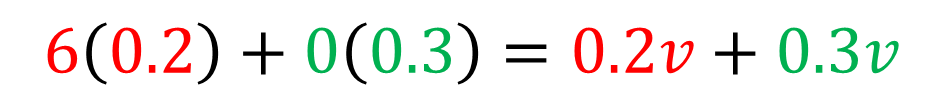 6(0.2) + 0(0.3) = 0.2𝑣 + 0.3𝑣